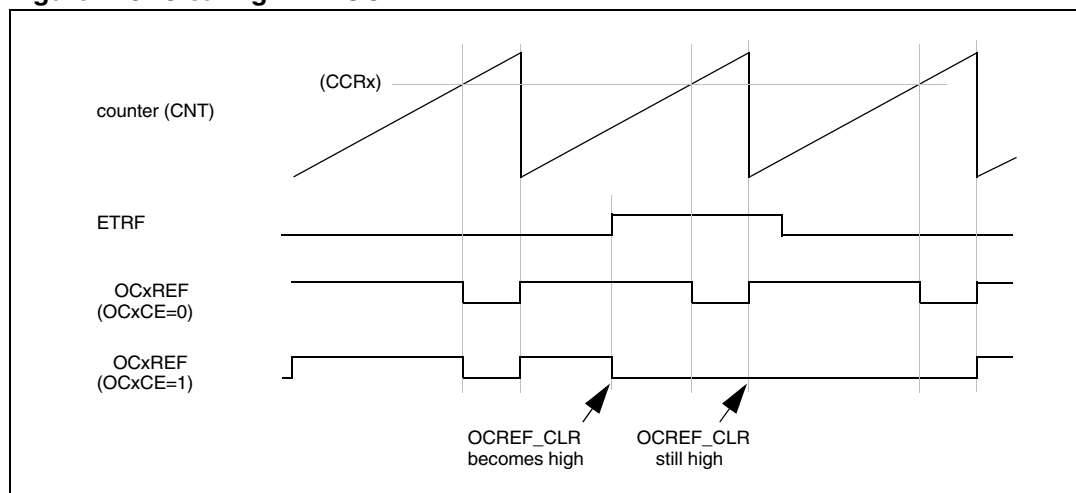 (CCRx)
counter (CNT)
ETRF
OCxREF
(OCxCE=0)
OCxREF
(OCxCE=1)
OCREF_CLR
becomes high
OCREF_CLR
still high